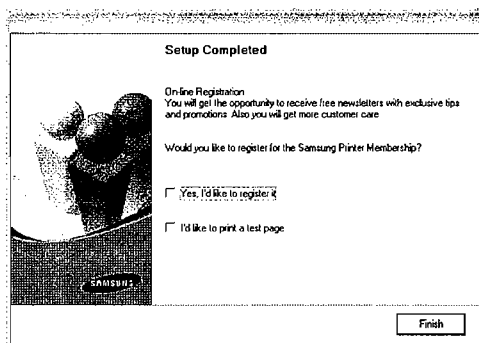 Setup Completed
On-line Registration
You will get the opportunity to receive free newsletters with exclusive tips
and promotions. Also you will get more customer care
Would you like to register for the Samsung Printer Membership?
Yes, I'd like to register it
I'd like to print a test page
SAMSUNG
Finish